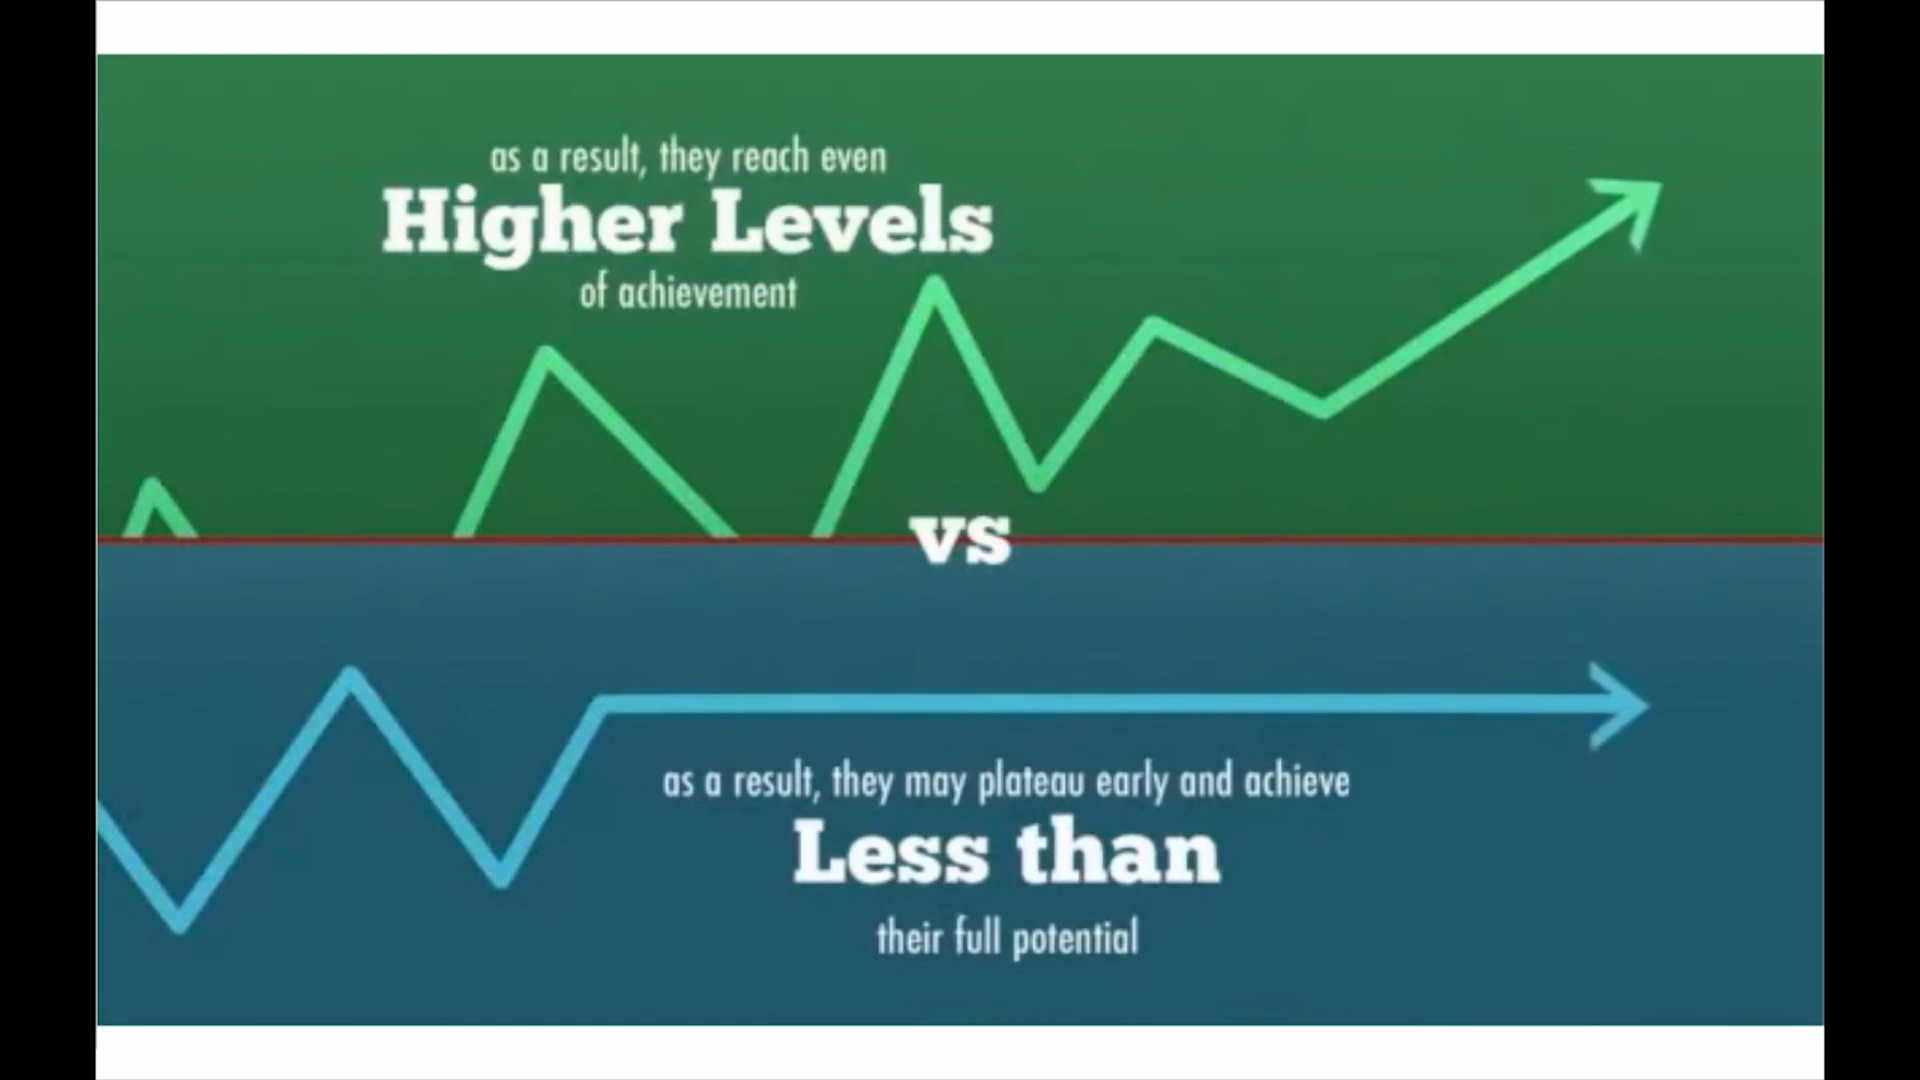 as a result, they reach even
Higher Levels
of achievement
vs
as a result, they may plateau early and achieve
Less than
their full potential